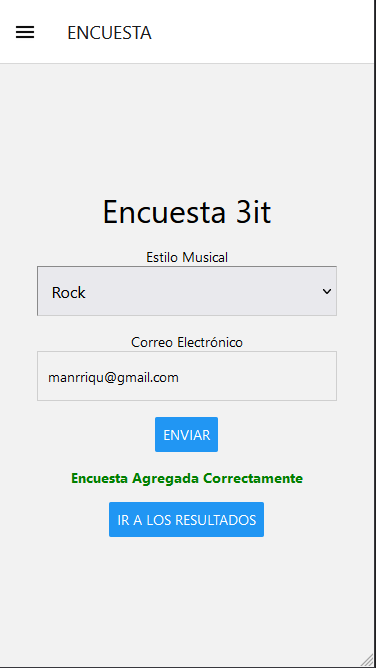 ENCUESTA
Encuesta 3it
Estilo Musical
Rock
Correo Electrónico
manrriqu@gmail.com
ENVIAR
Encuesta Agregada Correctamente
IR A LOS RESULTADOS